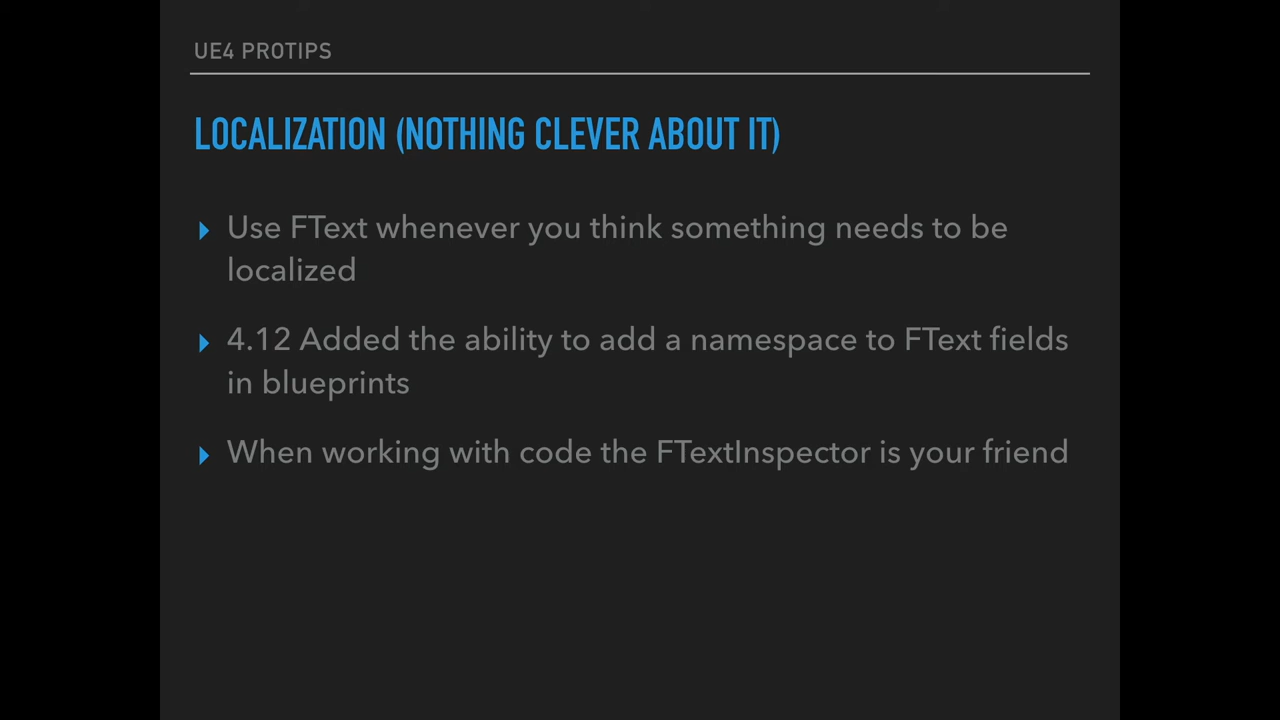 UE4 PROTIPS
LOCALIZATION (NOTHING CLEVER ABOUT IT)
▸ Use FText whenever you think something needs to be
localized
▸ 4.12 Added the ability to add a namespace to FText fields
in blueprints
▸ When working with code the FTextInspector is your friend